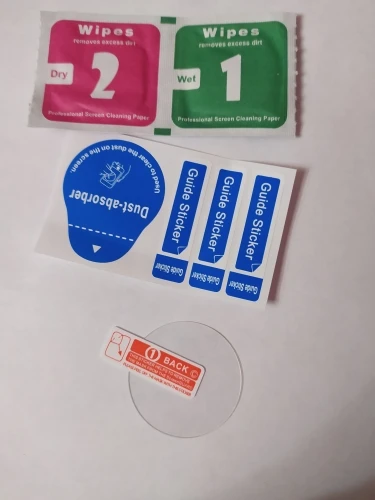 Wipes
removes excess dirt
Dry
2
Professional Screen Cleaning Paper
Wipes
removes excess dirt
Wet
1
Professional Screen Cleaning Paper
Used to clear the dust on the screen.
Dust-absorber
Guide Sticker
Guide Sticker
Guide Sticker
Guide Sticker
Guide Sticker
Guide Sticker
1 BACK